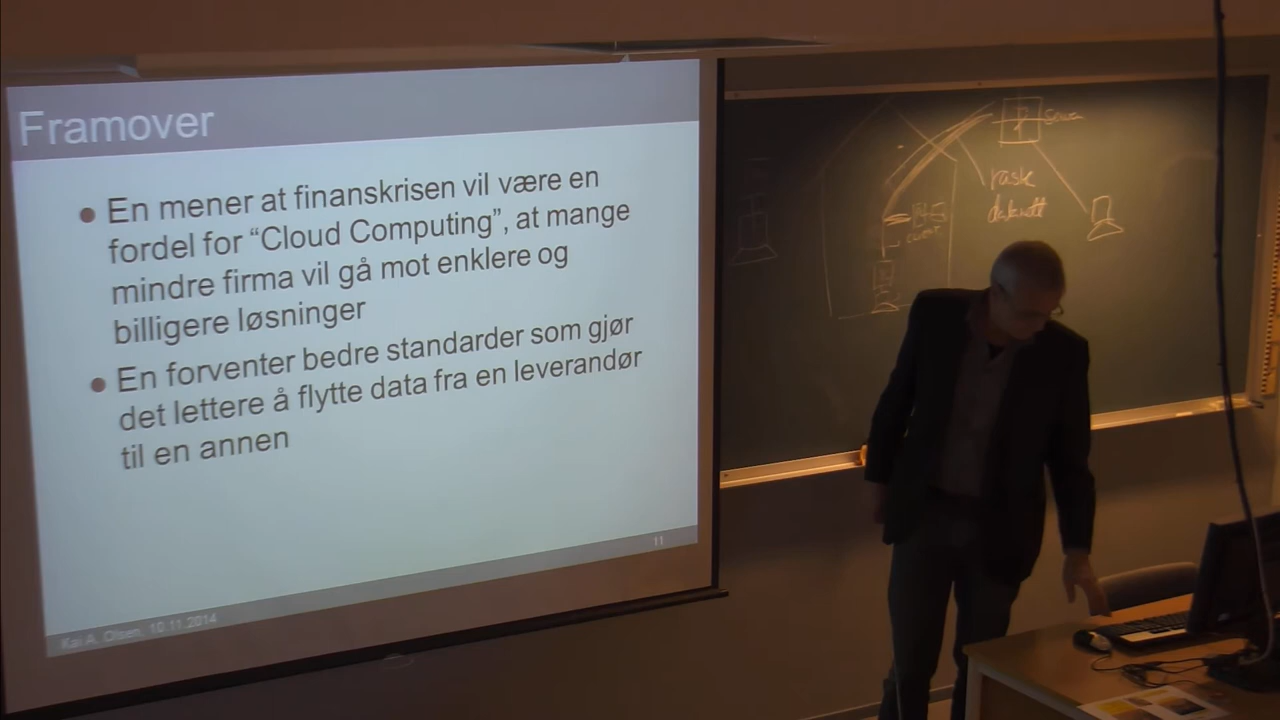 Framover
En mener at finanskrisen vil være en
fordel for “Cloud Computing”, at mange
mindre firma vil gå mot enklere og
billigere løsninger
En forventer bedre standarder som gjør
det lettere å flytte data fra en leverandør
til en annen
11
Kai A. Olsen, 10.11.2014
rask